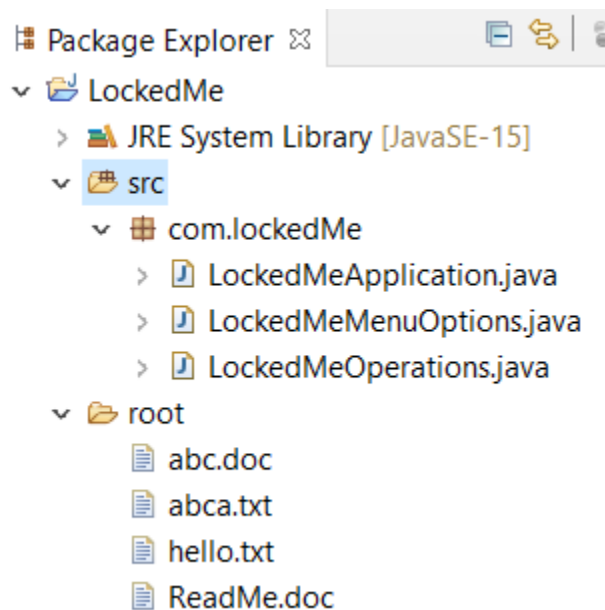 Package Explorer
LockedMe
JRE System Library [JavaSE-15]
src
com.lockedMe
LockedMeApplication.java
LockedMeMenuOptions.java
LockedMeOperations.java
root
abc.doc
abca.txt
hello.txt
ReadMe.doc